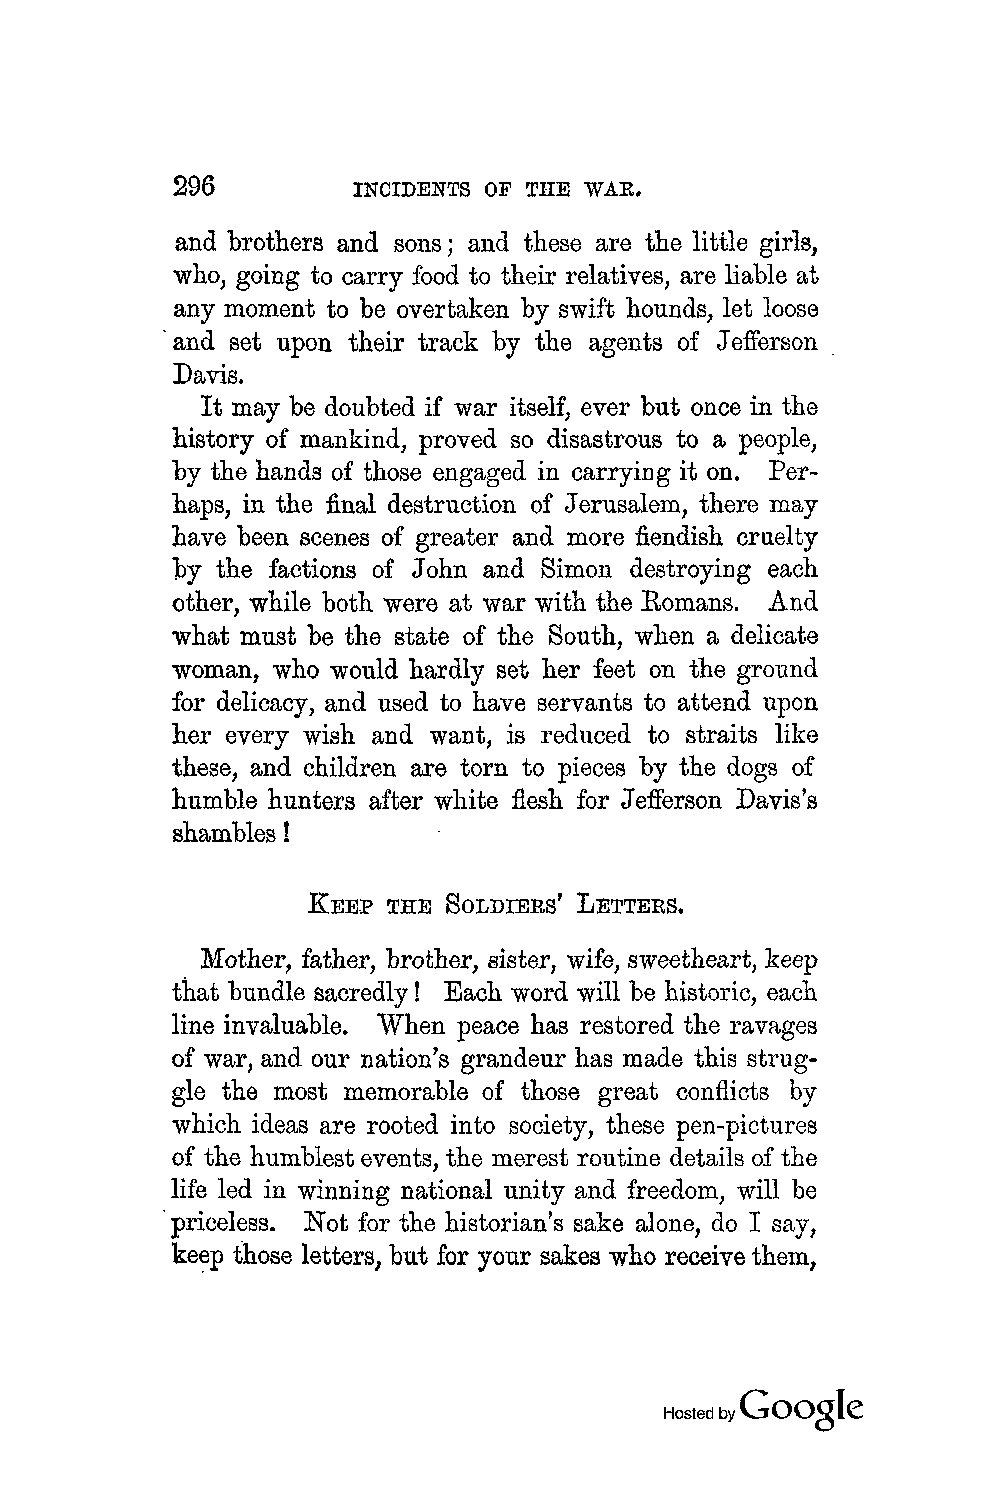 296 INCIDENTS OF THE WAR.
and brothers and sons; and these are the little girls,
who, going to carry food to their relatives, are liable at
any moment to be overtaken by swift hounds, let loose
and set upon their track by the agents of Jefferson
Davis.
It may be doubted if war itself, ever but once in the
history of mankind, proved so disastrous to a people,
by the hands of those engaged in carrying it on. Per-
haps, in the final destruction of Jerusalem, there may
have been scenes of greater and more fiendish cruelty
by the factions of John and Simon destroying each
other, while both were at war with the Romans. And
what must be the state of the South, when a delicate
woman, who would hardly set her feet on the ground
for delicacy, and used to have servants to attend upon
her every wish and want, is reduced to straits like
these, and children are torn to pieces by the dogs of
humble hunters after white flesh for Jefferson Davis's
shambles!
KEEP THE SOLDIERS' LETTERS.
Mother, father, brother, sister, wife, sweetheart, keep
that bundle sacredly! Each word will be historic, each
line invaluable. When peace has restored the ravages
of war, and our nation's grandeur has made this strug-
gle the most memorable of those great conflicts by
which ideas are rooted into society, these pen-pictures
of the humblest events, the merest routine details of the
life led in winning national unity and freedom, will be
priceless. Not for the historian's sake alone, do I say,
keep those letters, but for your sakes who receive them,
Hosted by Google